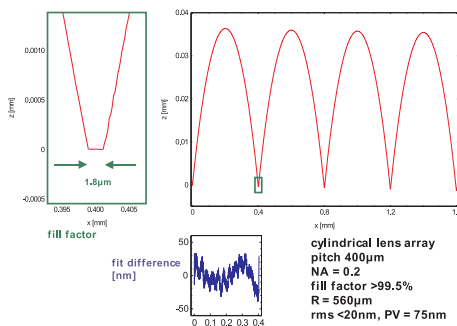 0.0010
0.0005
0
-0.0005
z [mm]
1.8µm
0.395
0.400
0.405
x [mm]
fill factor
0.04
0.03
0.02
0.01
0
z [mm]
0
0.4
0.8
1.2
1.6
x [mm]
fit difference
[nm]
60
0
-50
0
0.1
0.2
0.3
0.4
cylindrical lens array
pitch 400µm
NA = 0.2
fill factor >99.5%
R = 560µm
rms <20nm, PV = 75nm